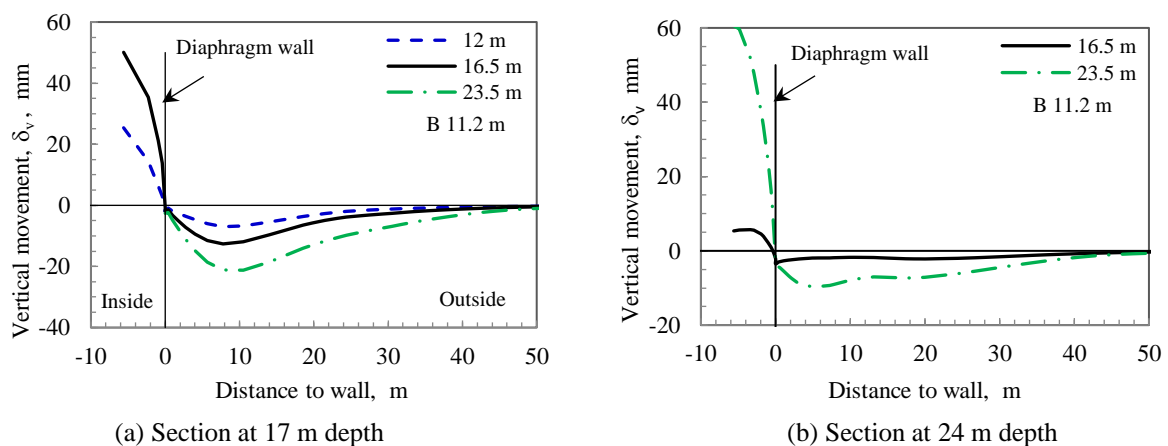 60
40
20
0
-20
-40
-10
0
10
20
30
40
50
Vertical movement, δv, mm
Distance to wall, m
Diaphragm wall
12 m
16.5 m
23.5 m
B 11.2 m
Inside
Outside
(a) Section at 17 m depth
60
40
20
0
-20
-10
0
10
20
30
40
50
Vertical movement, δv mm
Distance to wall, m
Diaphragm wall
16.5 m
23.5 m
B 11.2 m
(b) Section at 24 m depth